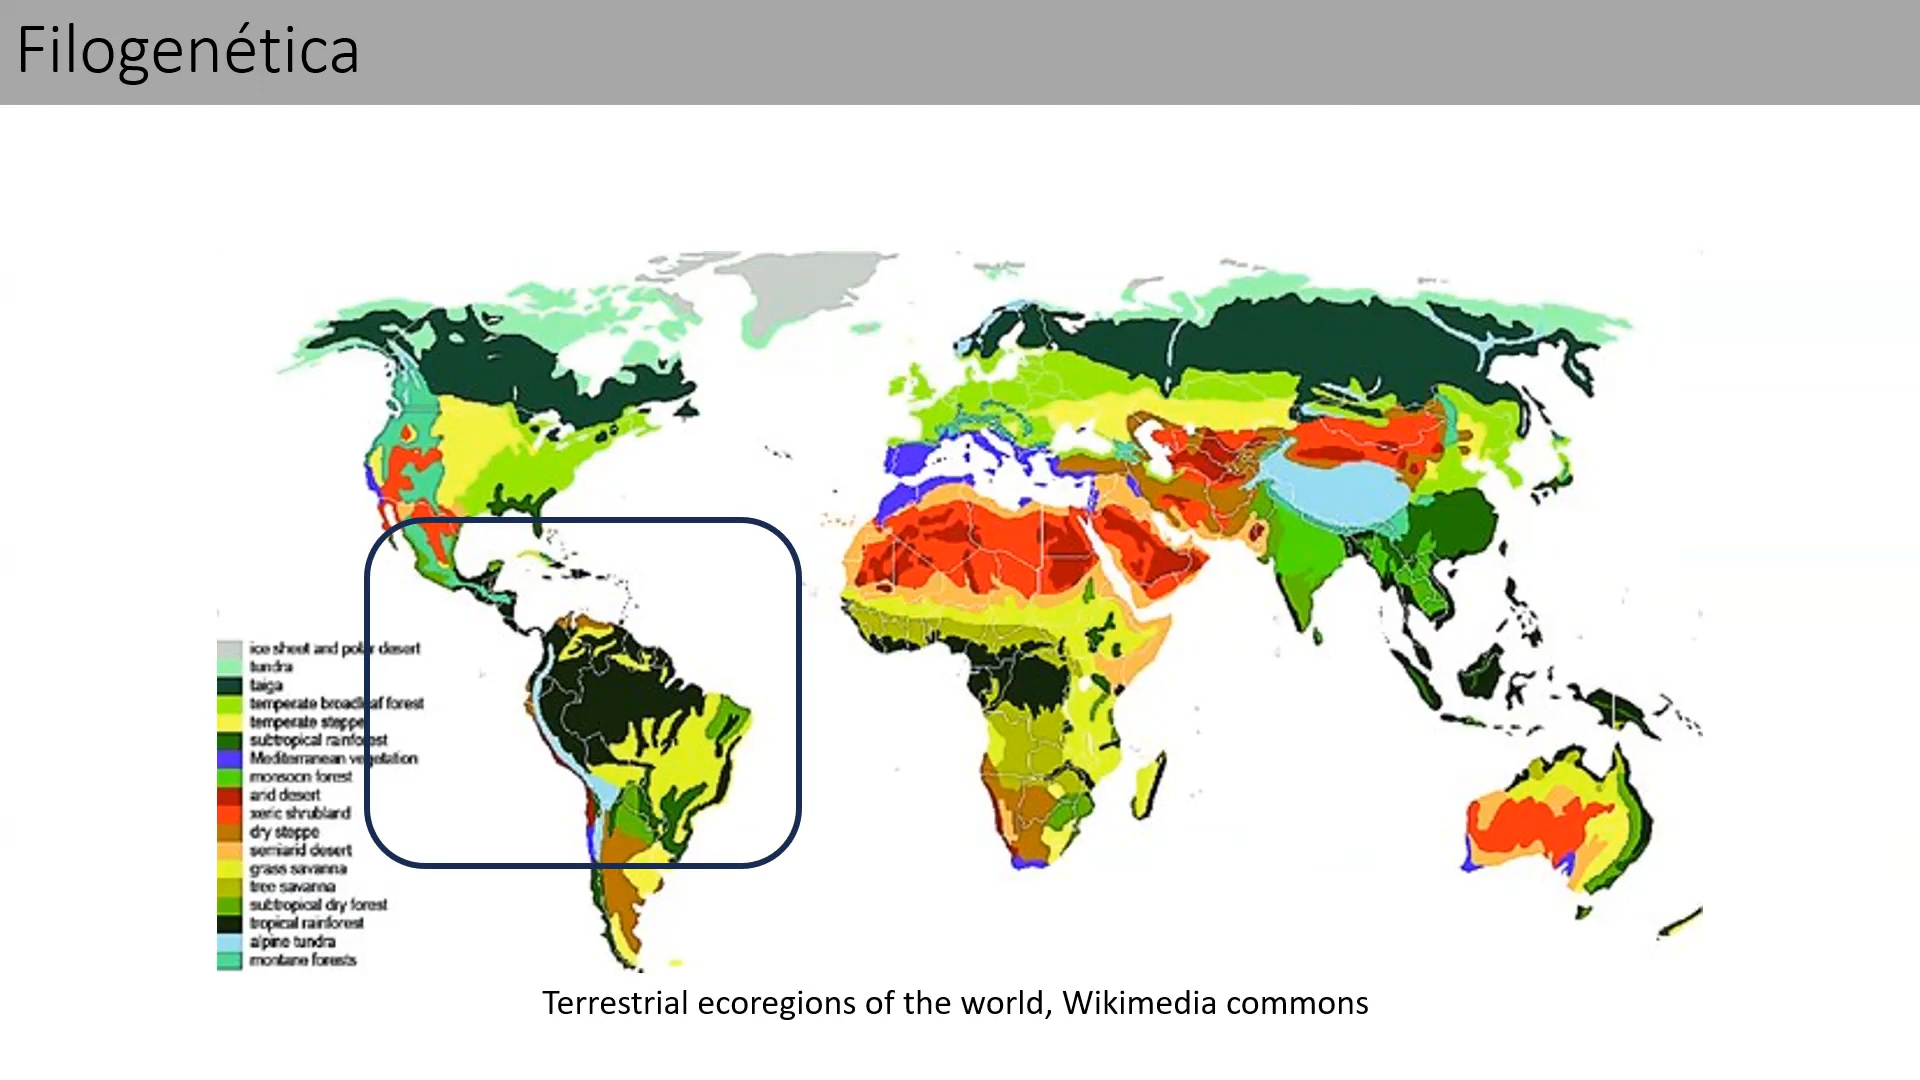 Filogenética
ice sheet and polar desert
tundra
taiga
temperate broadleaf forest
temperate steppe
subtropical rainforest
Mediterranean vegetation
monsoon forest
arid desert
xeric shrubland
dry steppe
semiarid desert
grass savanna
tree savanna
subtropical dry forest
tropical rainforest
alpine tundra
montane forests
Terrestrial ecoregions of the world, Wikimedia commons